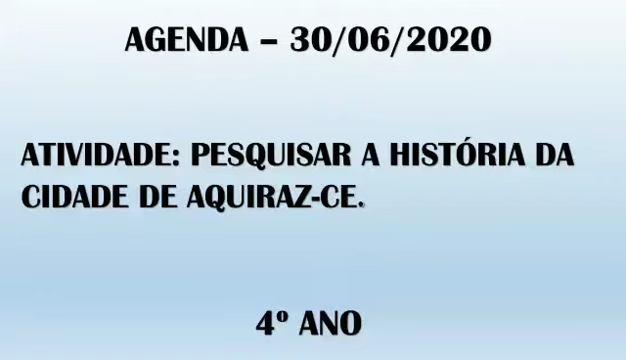 AGENDA – 30/06/2020
ATIVIDADE: PESQUISAR A HISTÓRIA DA
CIDADE DE AQUIRAZ-CE.
4º ANO